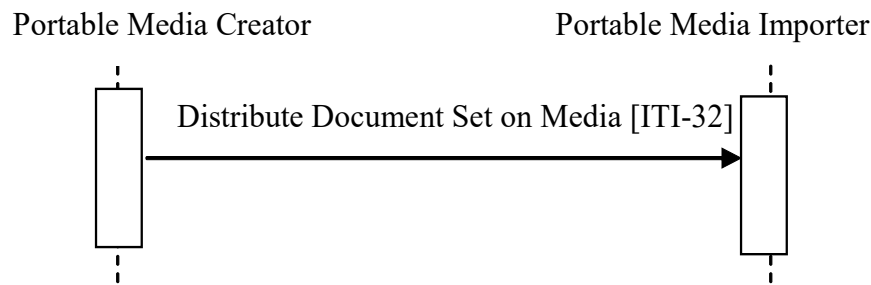 Portable Media Creator
Portable Media Importer
Distribute Document Set on Media [ITI-32]